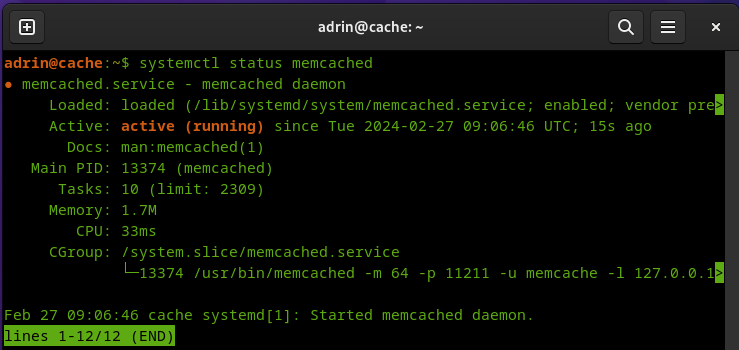 adrin@cache: ~
adrin@cache:~$ systemctl status memcached
● memcached.service - memcached daemon
     Loaded: loaded (/lib/systemd/system/memcached.service; enabled; vendor pre>
     Active: active (running) since Tue 2024-02-27 09:06:46 UTC; 15s ago
       Docs: man:memcached(1)
   Main PID: 13374 (memcached)
      Tasks: 10 (limit: 2309)
     Memory: 1.7M
        CPU: 33ms
     CGroup: /system.slice/memcached.service
             └─13374 /usr/bin/memcached -m 64 -p 11211 -u memcache -l 127.0.0.1>
Feb 27 09:06:46 cache systemd[1]: Started memcached daemon.
lines 1-12/12 (END)